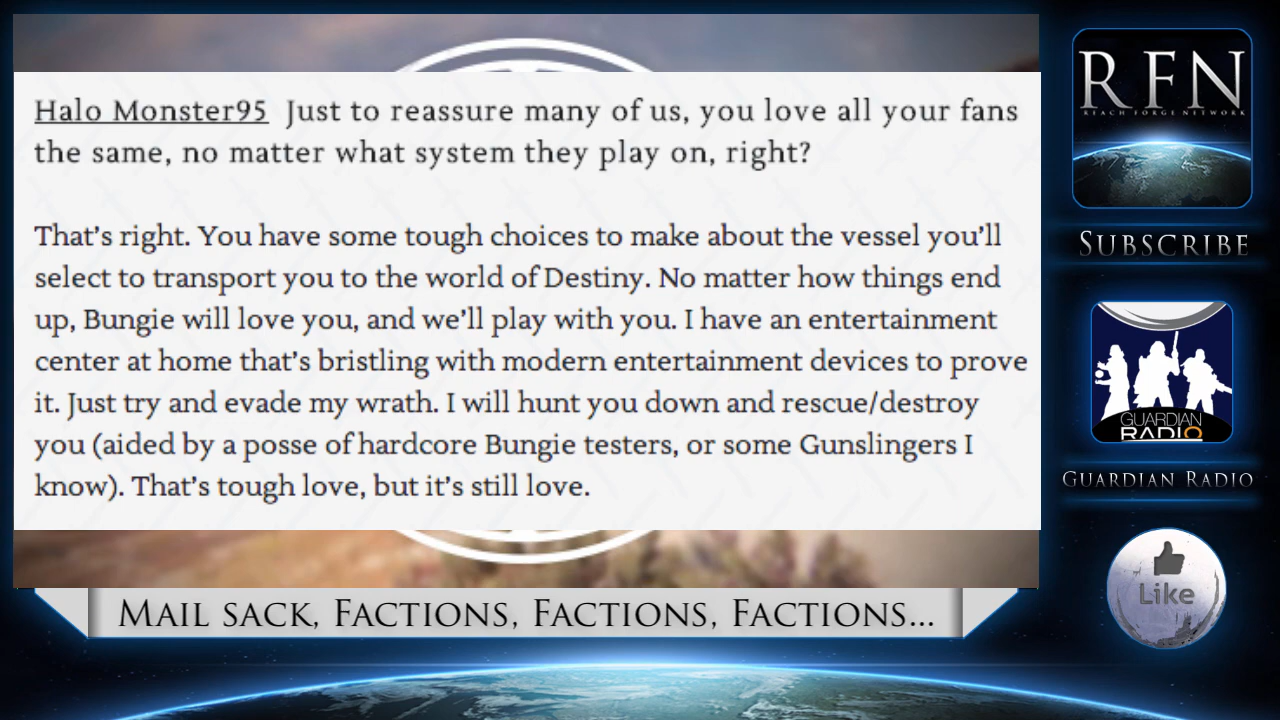 Halo Monster95 Just to reassure many of us, you love all your fans
the same, no matter what system they play on, right?
That's right. You have some tough choices to make about the vessel you'll
select to transport you to the world of Destiny. No matter how things end
up, Bungie will love you, and we'll play with you. I have an entertainment
center at home that's bristling with modern entertainment devices to prove
it. Just try and evade my wrath. I will hunt you down and rescue/destroy
you (aided by a posse of hardcore Bungie testers, or some Gunslingers I
know). That's tough love, but it's still love.
Mail sack, Factions, Factions, Factions...
RFN
REACH FORGE NETWORK
Subscribe
GUARDIAN
RADIO
Guardian Radio
Like